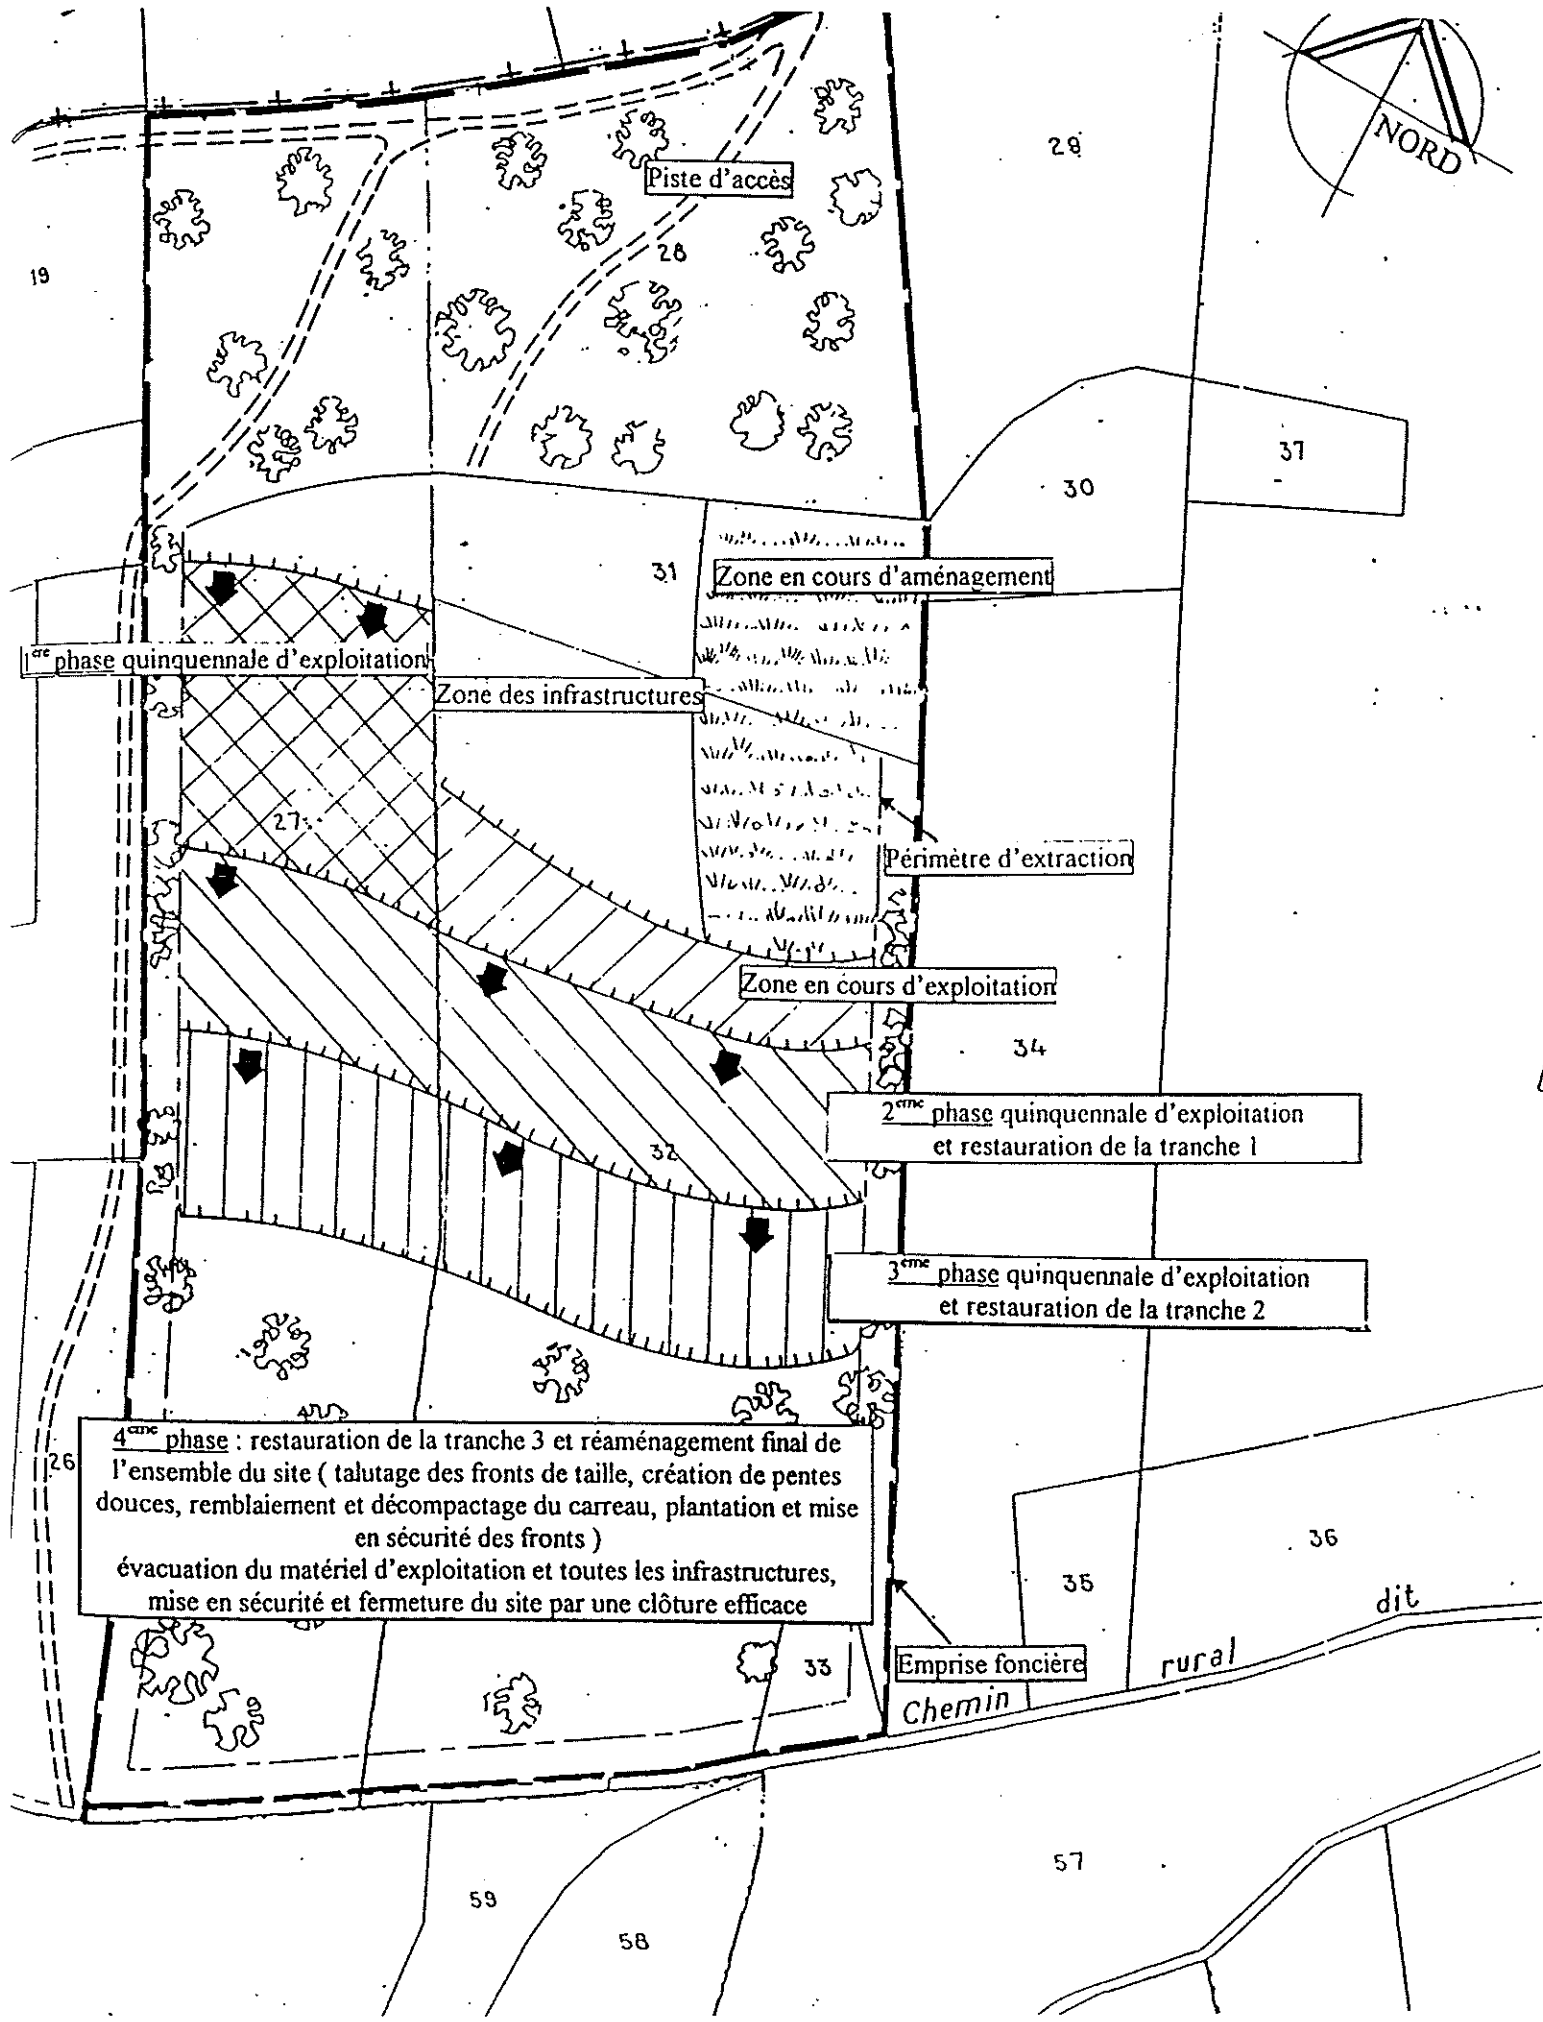 NORD
29
Piste d'accès
28
19
37
30
31
Zone en cours d'aménagement
1ère phase quinquennale d'exploitation
Zone des infrastructures
27
Périmètre d'extraction
Zone en cours d'exploitation
34
2eme phase quinquennale d'exploitation
et restauration de la tranche 1
32
3eme phase quinquennale d'exploitation
et restauration de la tranche 2
4eme phase : restauration de la tranche 3 et réaménagement final de
l'ensemble du site ( talutage des fronts de taille, création de pentes
douces, remblaiement et décompactage du carreau, plantation et mise
en sécurité des fronts )
évacuation du matériel d'exploitation et toutes les infrastructures,
mise en sécurité et fermeture du site par une clôture efficace
26
36
35
dit
rural
Chemin
Emprise foncière
33
57
59
58